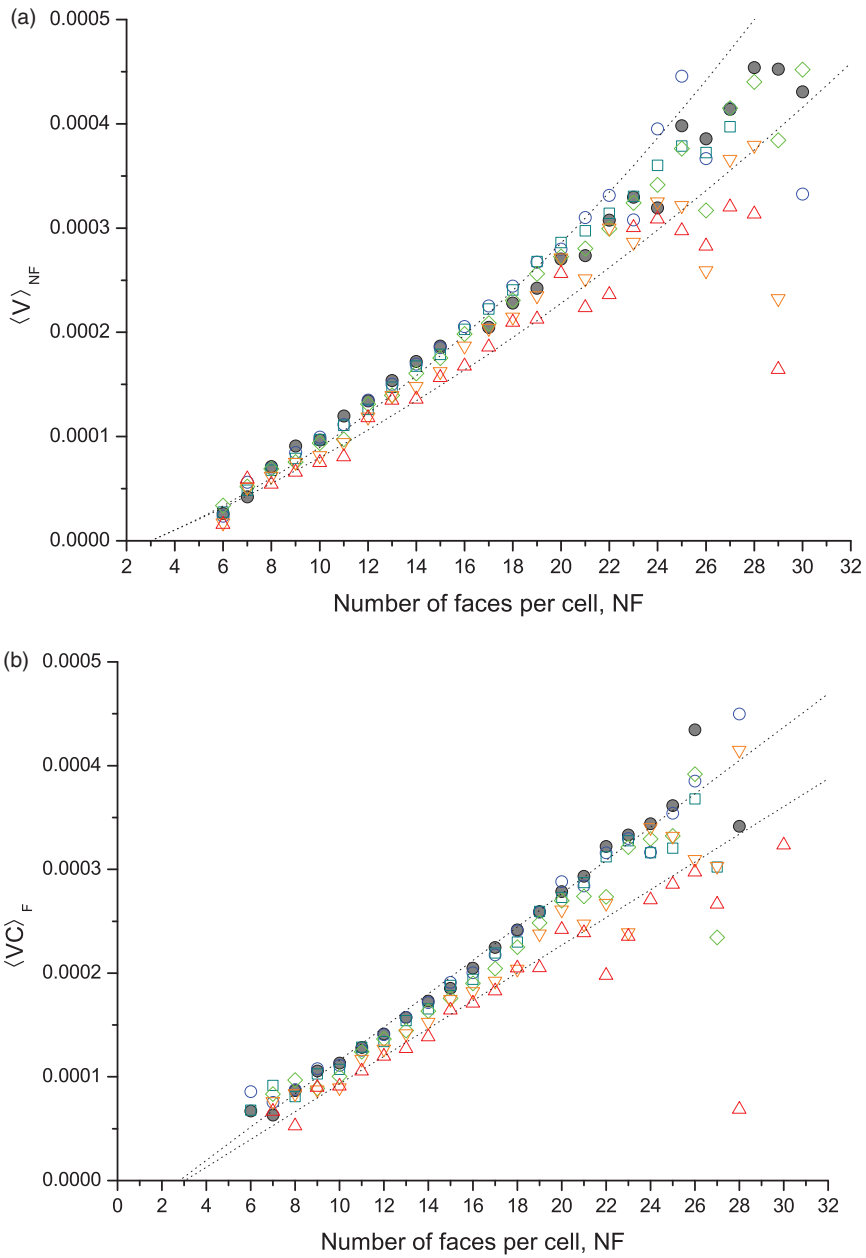 (a)
0.0005
0.0004
0.0003
0.0002
0.0001
0.0000
⟨V⟩NF
2 4 6 8 10 12 14 16 18 20 22 24 26 28 30 32
Number of faces per cell, NF
(b)
0.0005
0.0004
0.0003
0.0002
0.0001
0.0000
⟨VC⟩F
0 2 4 6 8 10 12 14 16 18 20 22 24 26 28 30 32
Number of faces per cell, NF